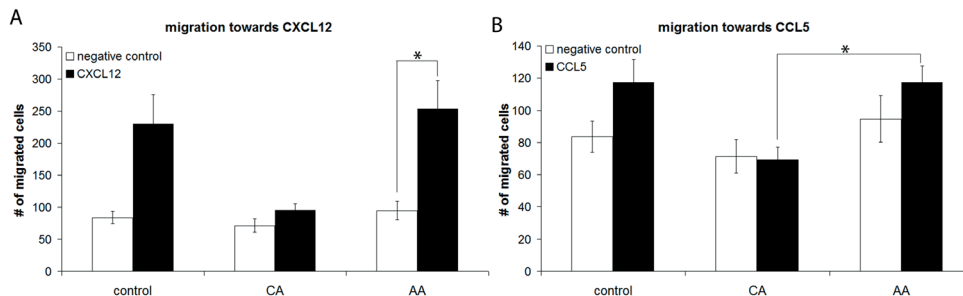 A
migration towards CXCL12
negative control
CXCL12
# of migrated cells
350
300
250
200
150
100
50
0
control
CA
AA
*
B
migration towards CCL5
negative control
CCL5
# of migrated cells
140
120
100
80
60
40
20
0
control
CA
AA
*